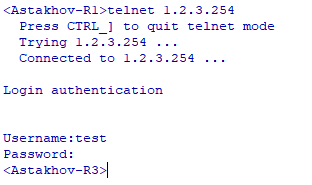 <Astakhov-R1>telnet 1.2.3.254
Press CTRL_] to quit telnet mode
Trying 1.2.3.254 ...
Connected to 1.2.3.254 ...
Login authentication
Username:test
Password:
<Astakhov-R3>